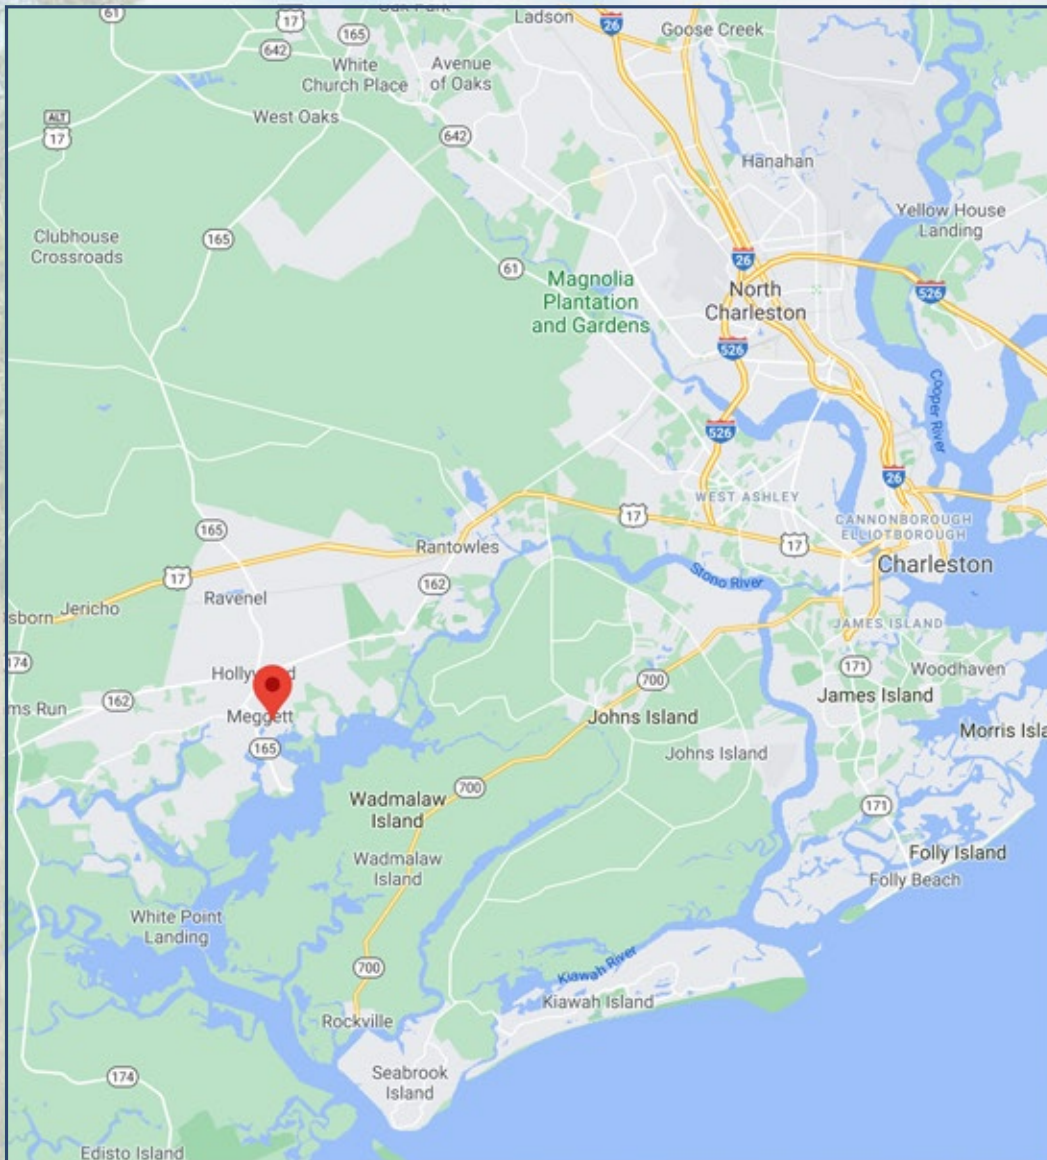 61
17
165
642
White
Church Place
Avenue
of Oaks
Ladson
26
Goose Creek
ALT
17
West Oaks
642
Hanahan
Clubhouse
Crossroads
165
61
Yellow House
Landing
Magnolia
Plantation
and Gardens
26
North
Charleston
526
526
Cooper River
526
26
WEST ASHLEY
165
17
17
CANNONBOROUGH
ELLIOTBOROUGH
Rantowles
Charleston
Stono River
17
162
Jericho
Ravenel
JAMES ISLAND
174
171
Woodhaven
700
James Island
162
Meggett
Johns Island
165
Johns Island
700
Wadmalaw
Island
171
Wadmalaw
Island
Folly Island
Folly Beach
White Point
Landing
700
Kiawah River
Kiawah Island
Rockville
174
Seabrook
Island
Edisto Island